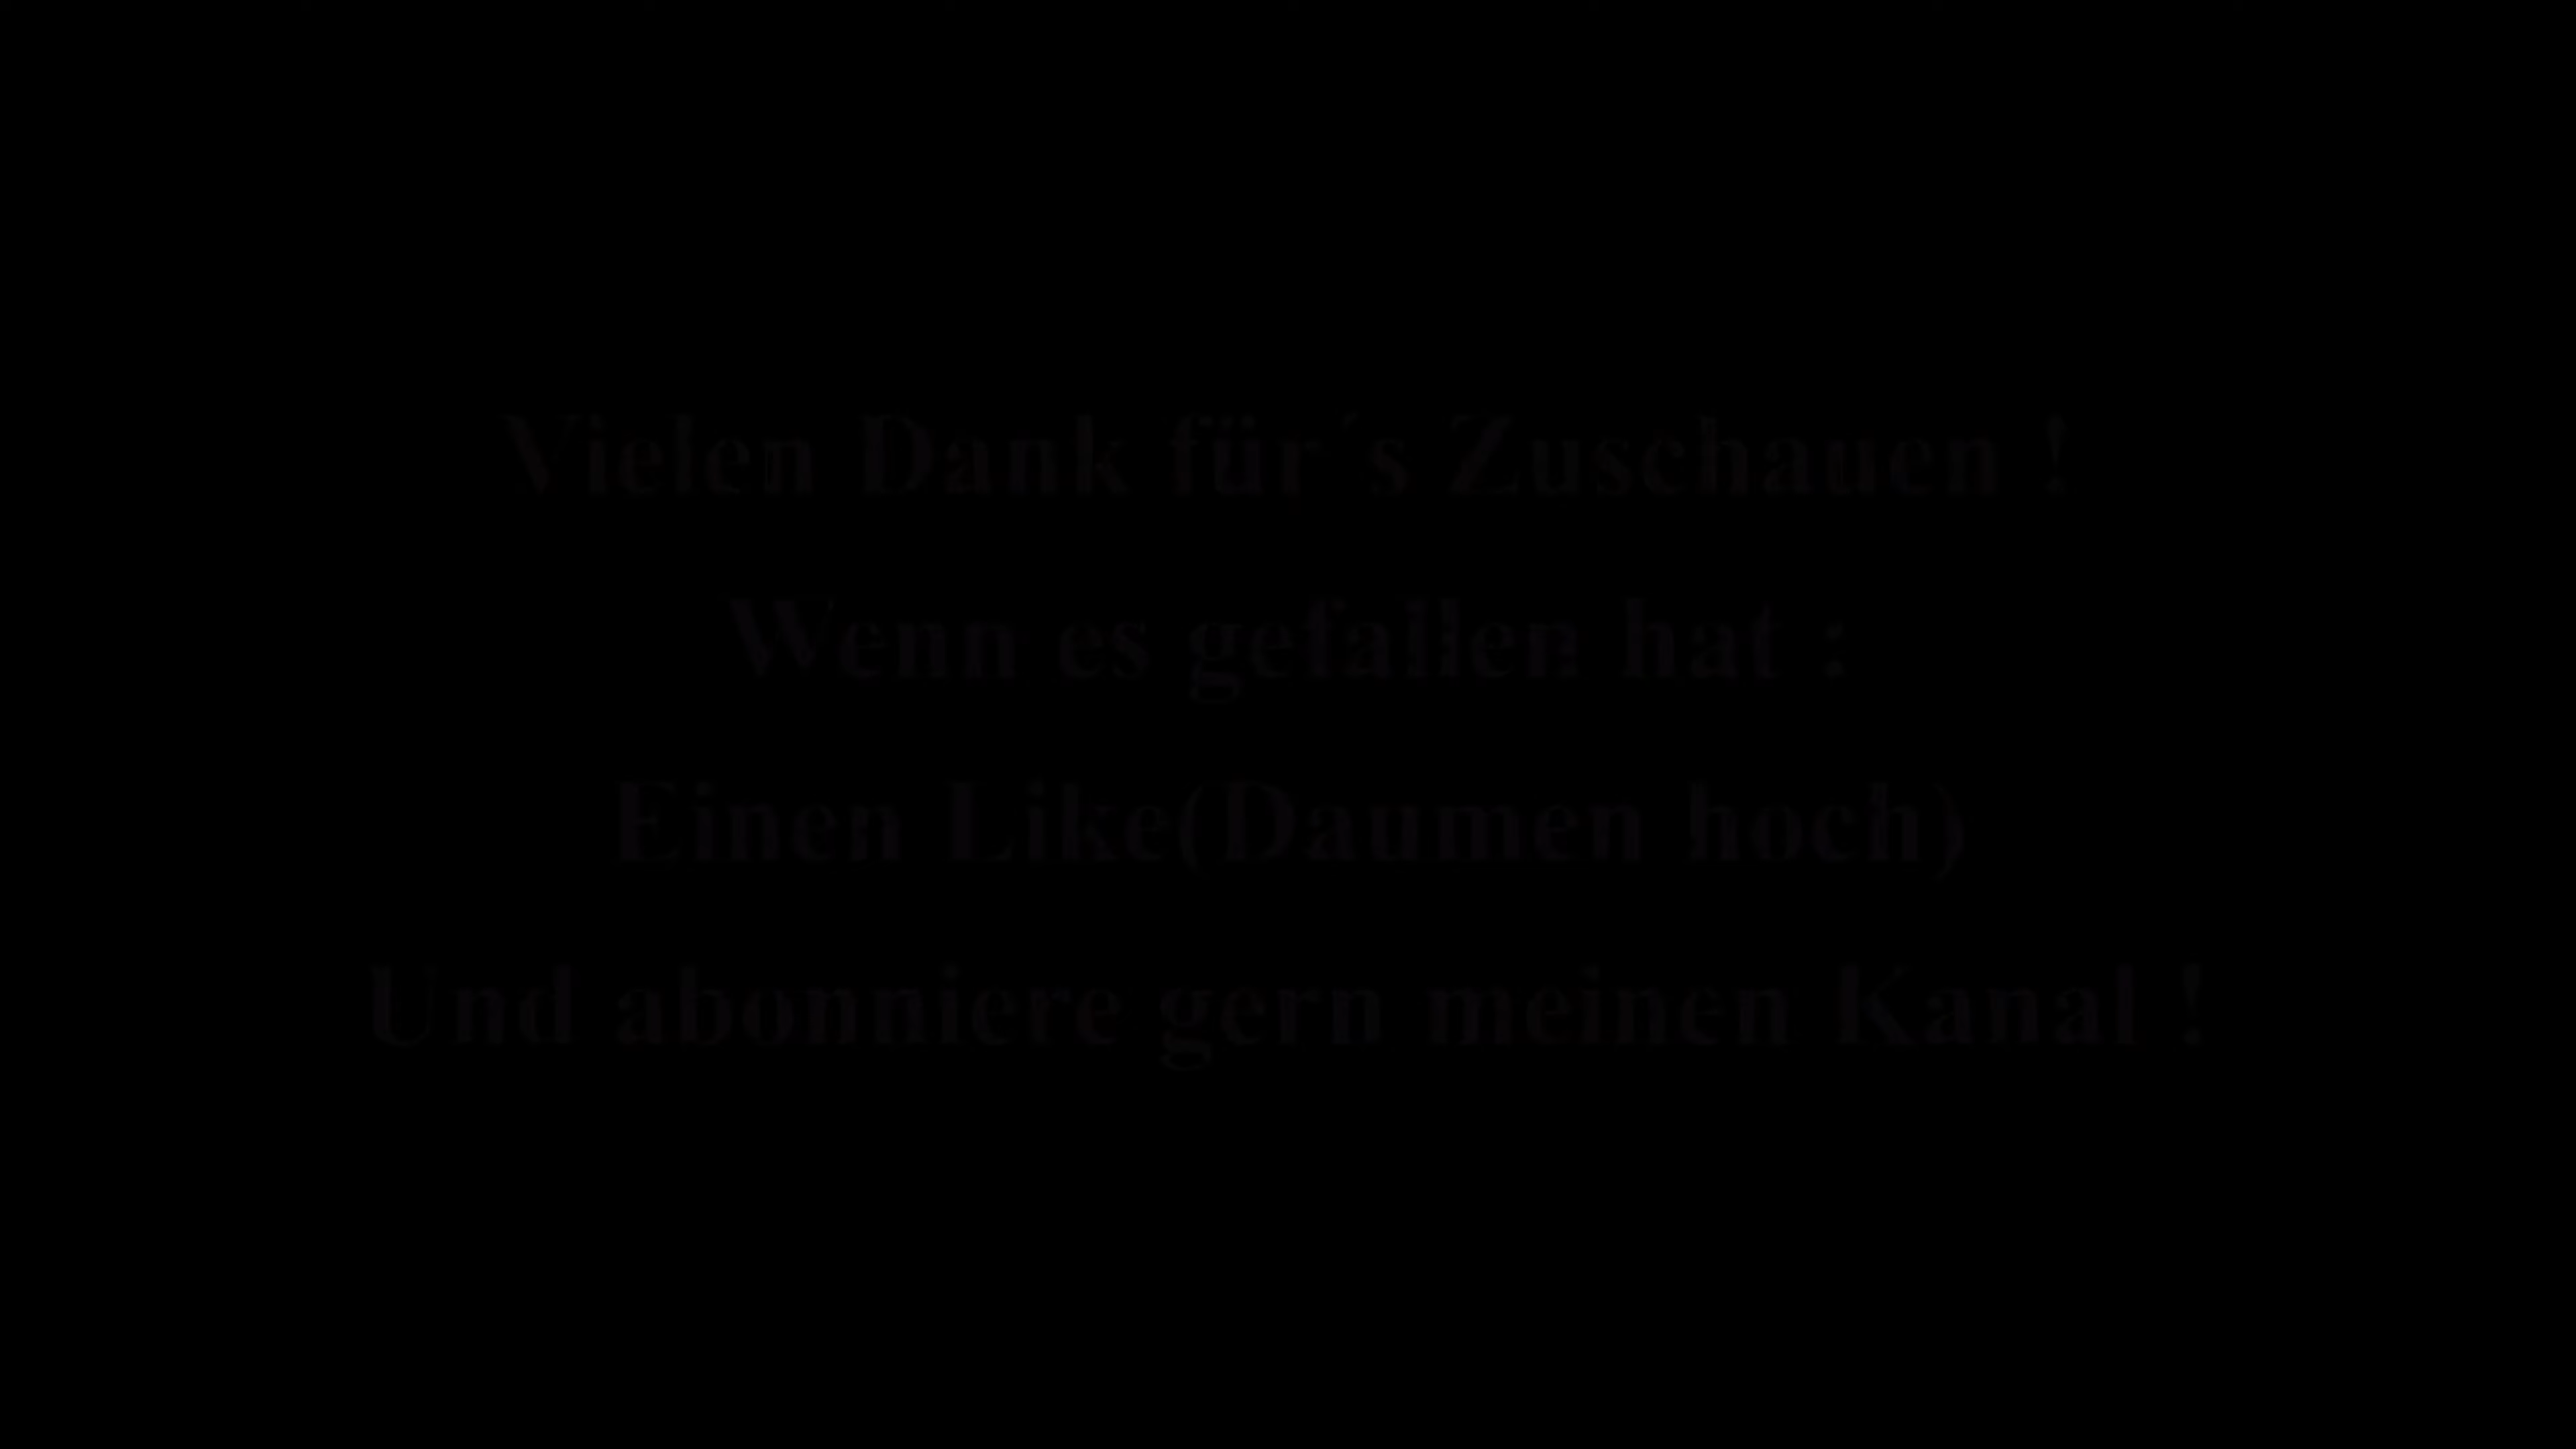 Vielen Dank für´s Zuschauen !
Wenn es gefallen hat :
Einen Like(Daumen hoch)
Und abonniere gern meinen Kanal !